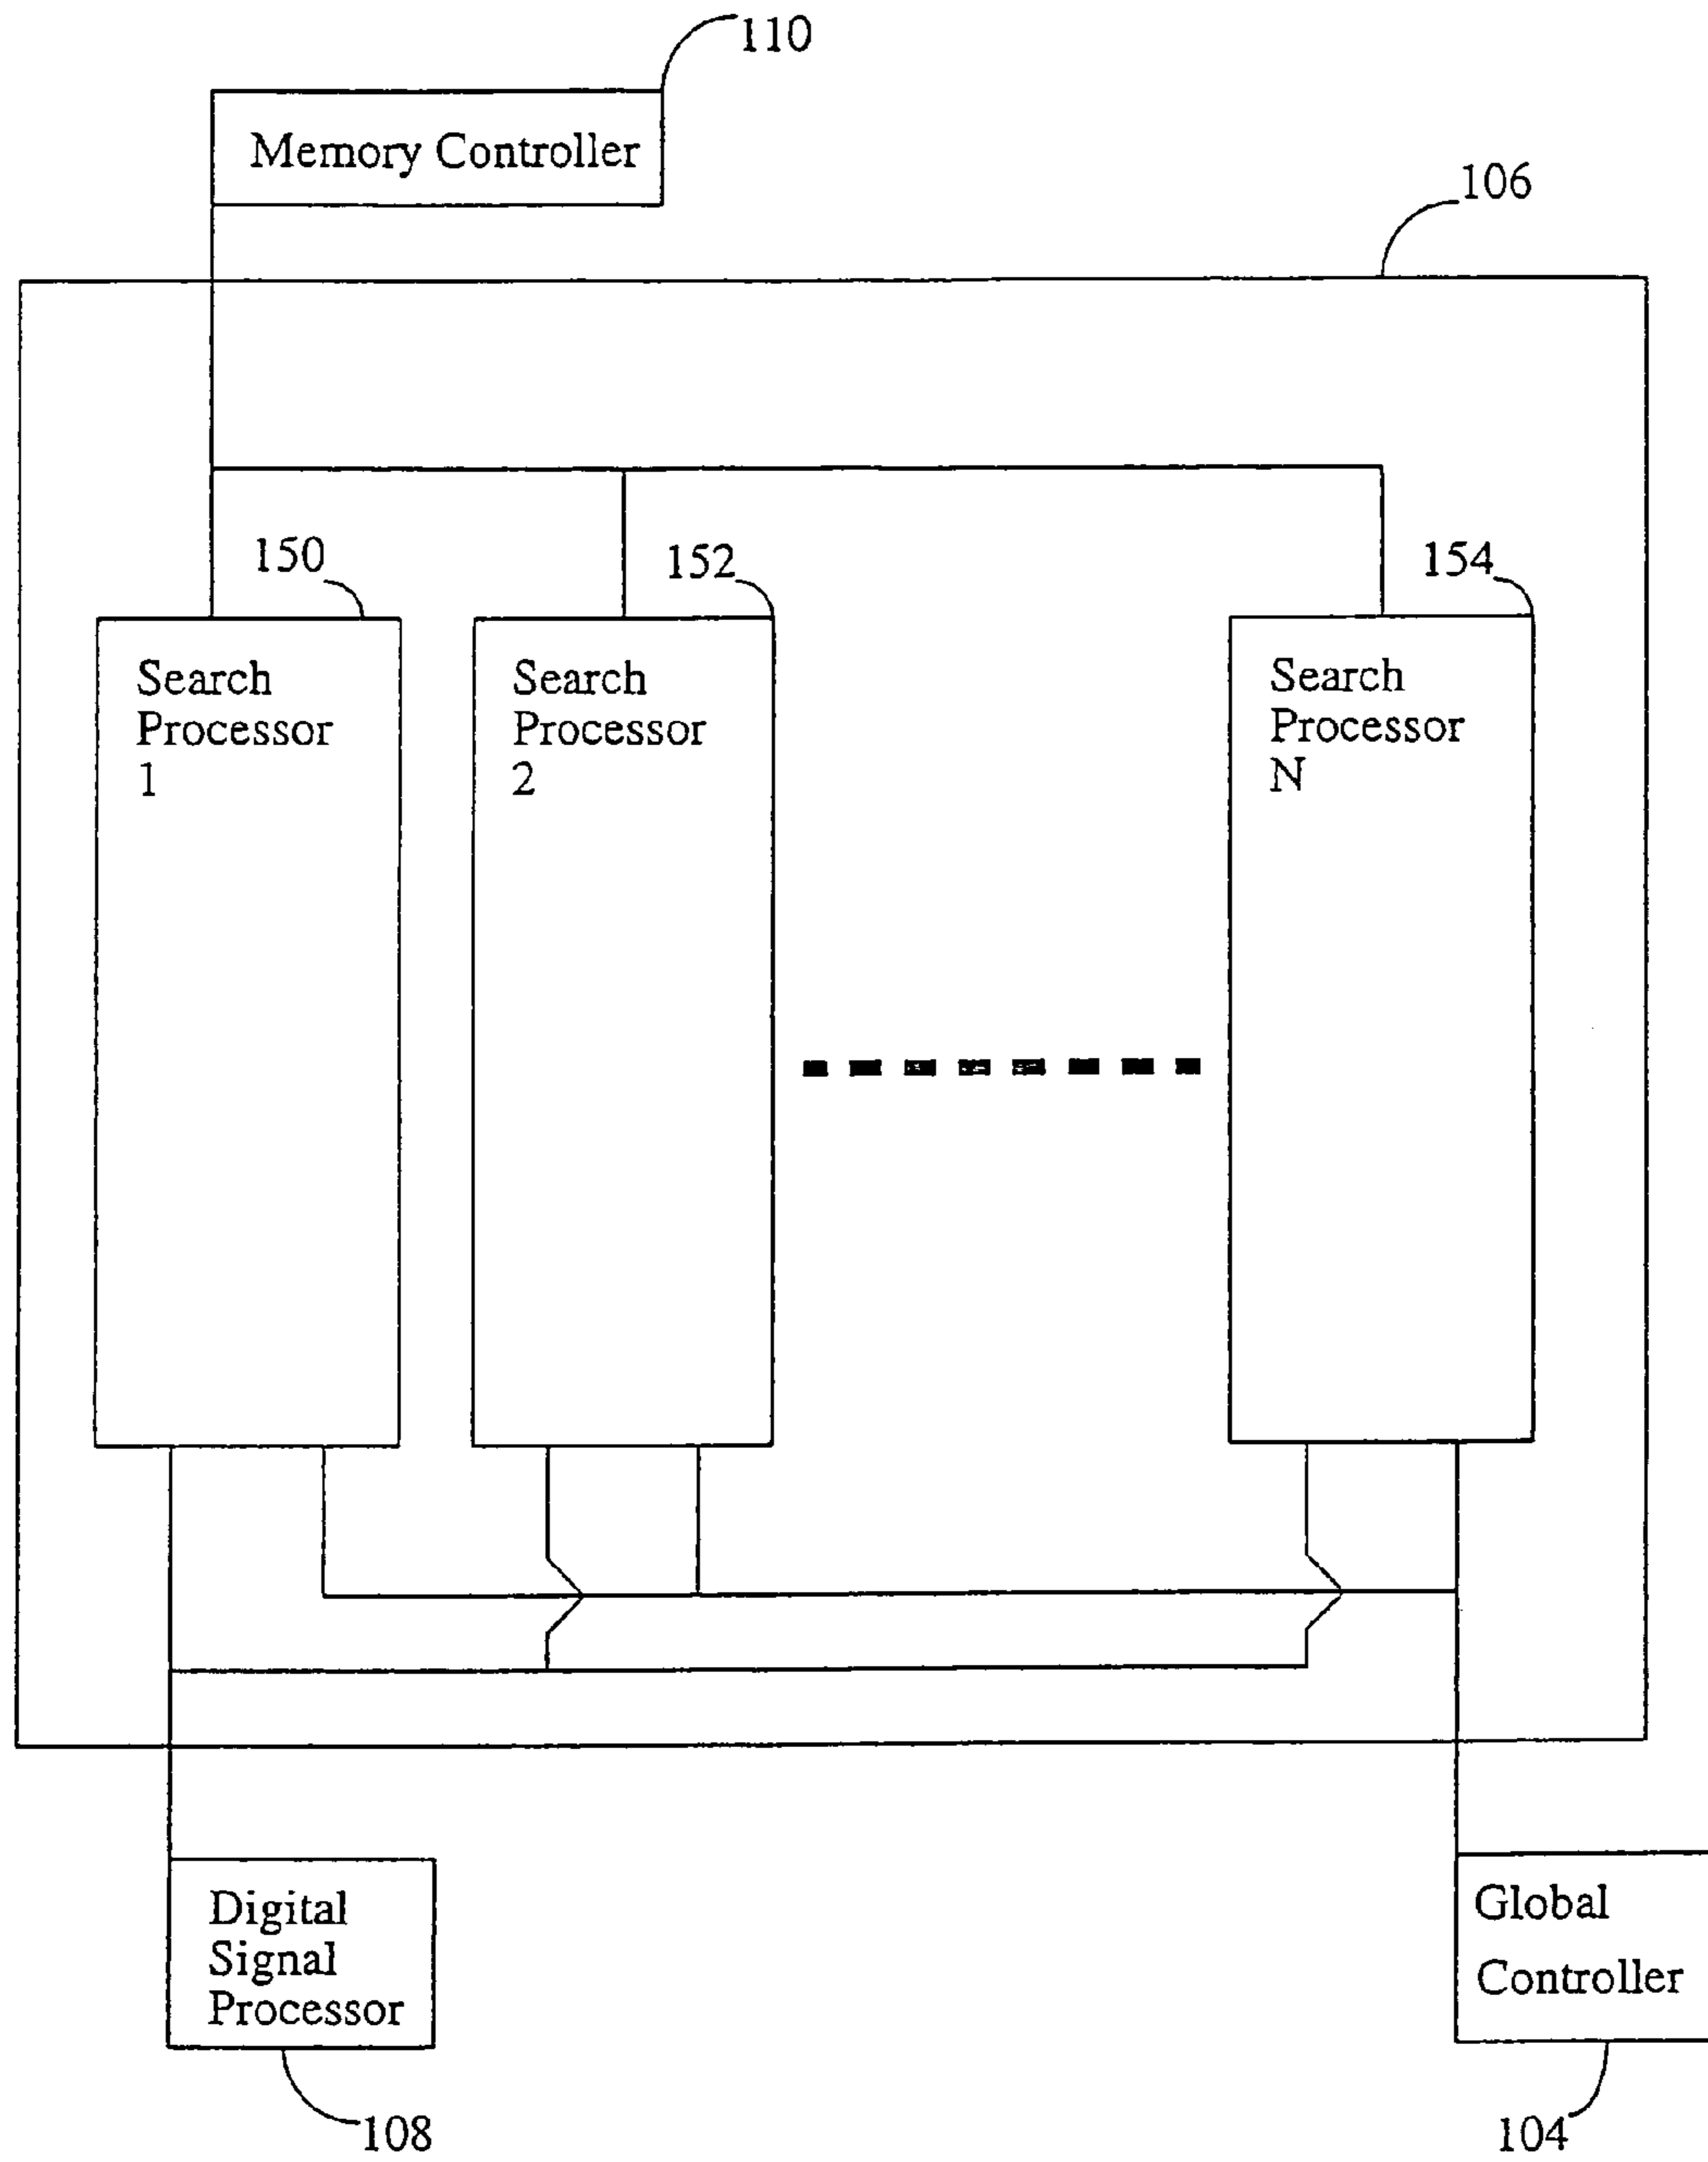 110
Memory Controller
106
150
152
154
Search
Processor
1
Search
Processor
2
Search
Processor
N
Digital
Signal
Processor
Global
Controller
108
104